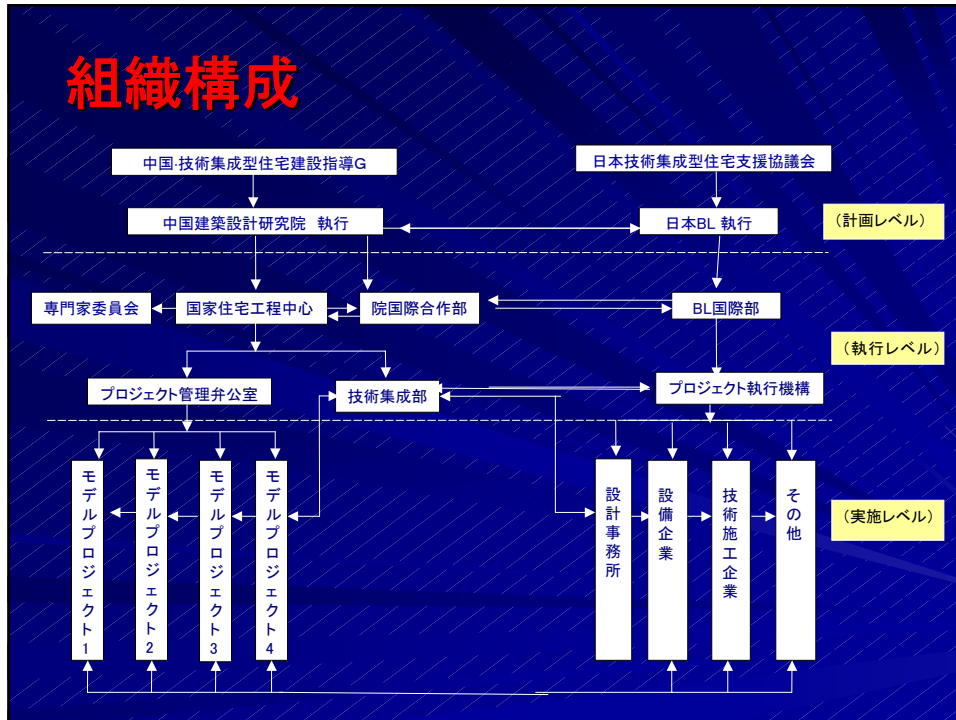 組織構成
中国·技術集成型住宅建設指導G
日本技術集成型住宅支援協議会
中国建築設計研究院　執行
日本BL 執行
（計画レベル）
専門家委員会
国家住宅工程中心
院国際合作部
BL国際部
（執行レベル）
プロジェクト管理弁公室
技術集成部
プロジェクト執行機構
モデルプロジェクト1
モデルプロジェクト2
モデルプロジェクト3
モデルプロジェクト4
設計事務所
設備企業
技術施工企業
その他
（実施レベル）